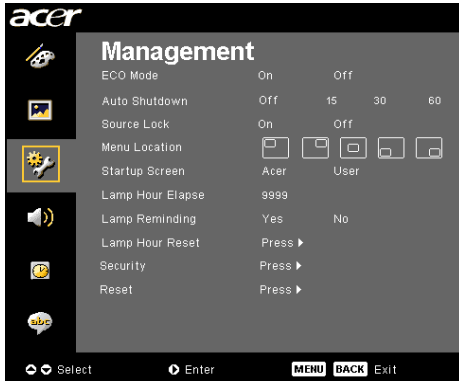 acer
Management
ECO Mode On Off
Auto Shutdown Off 15 30 60
Source Lock On Off
Menu Location
Startup Screen Acer User
Lamp Hour Elapse 9999
Lamp Reminding Yes No
Lamp Hour Reset Press
Security Press
Reset Press
abc
Select Enter MENU BACK Exit